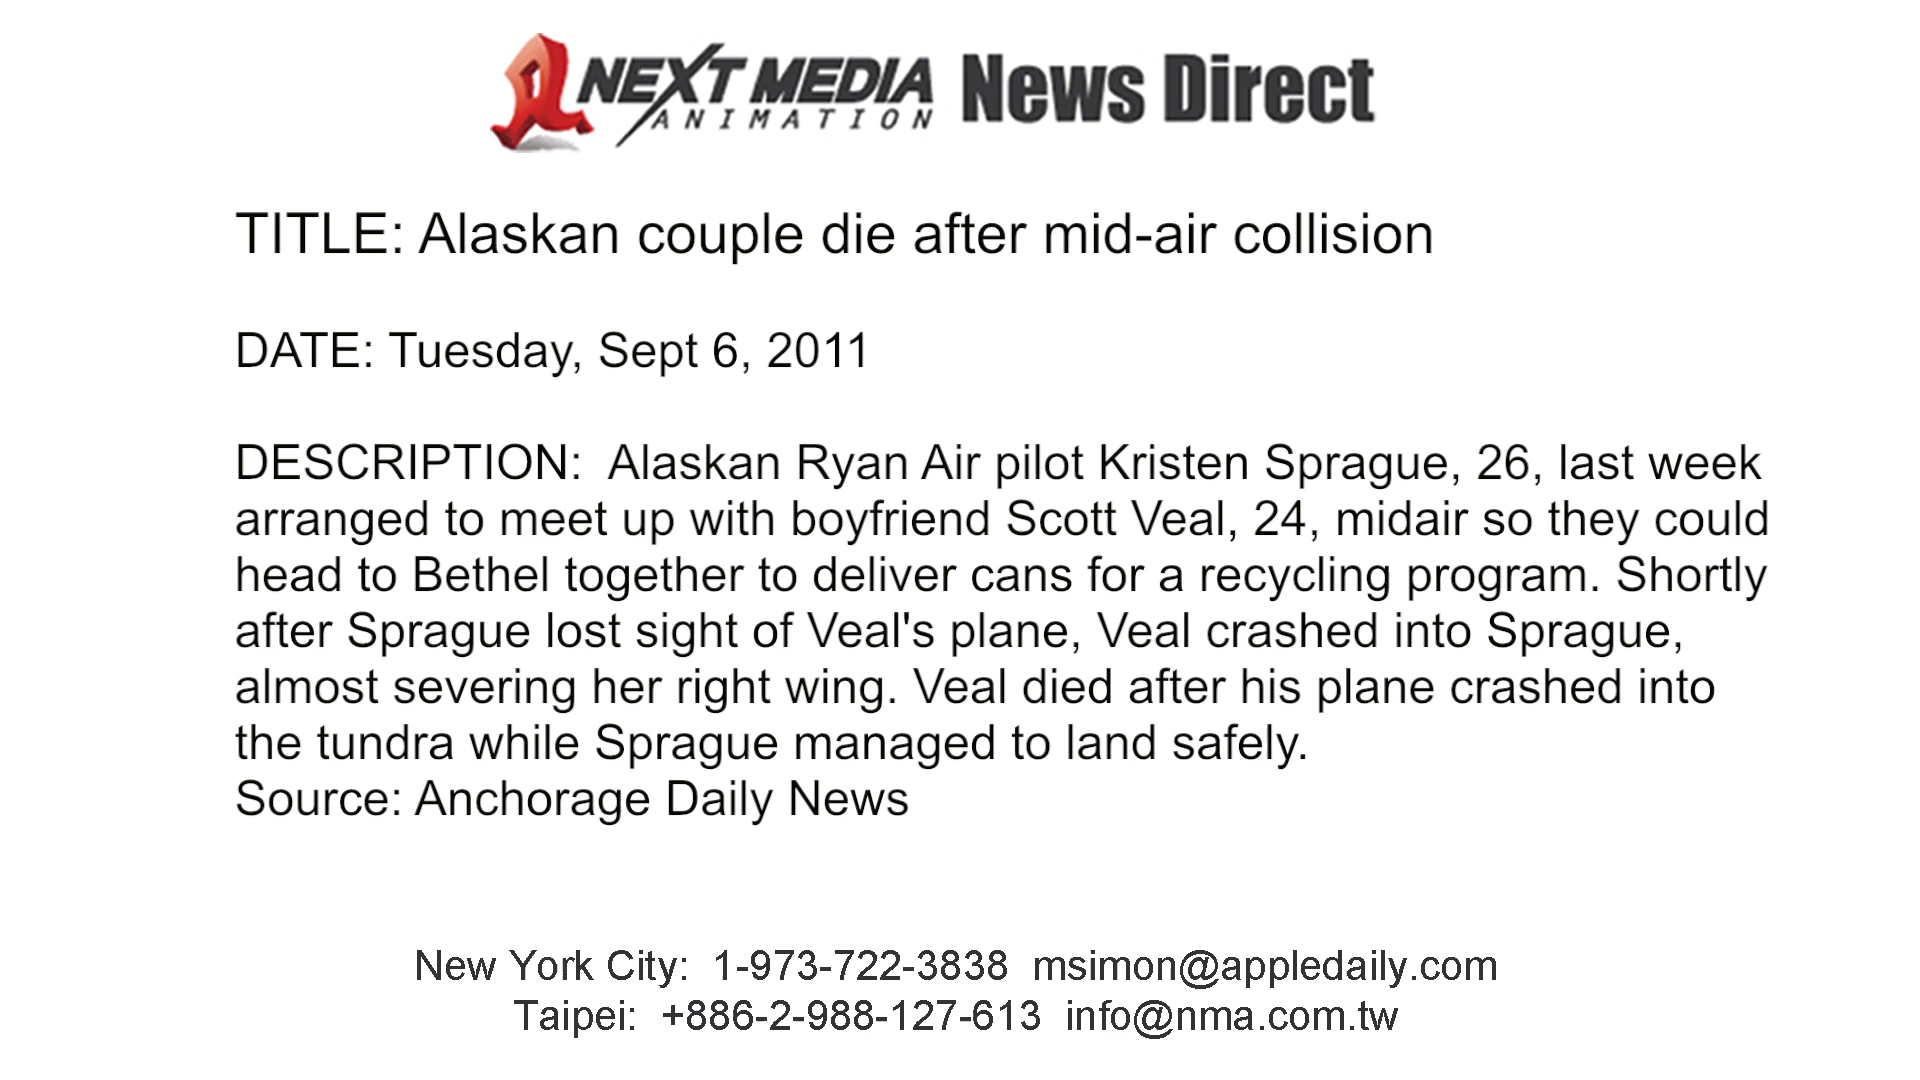 NEXT MEDIA ANIMATION News Direct
TITLE: Alaskan couple die after mid-air collision
DATE: Tuesday, Sept 6, 2011
DESCRIPTION:  Alaskan Ryan Air pilot Kristen Sprague, 26, last week
arranged to meet up with boyfriend Scott Veal, 24, midair so they could
head to Bethel together to deliver cans for a recycling program. Shortly
after Sprague lost sight of Veal's plane, Veal crashed into Sprague,
almost severing her right wing. Veal died after his plane crashed into
the tundra while Sprague managed to land safely.
Source: Anchorage Daily News
New York City:  1-973-722-3838  msimon@appledaily.com
Taipei:  +886-2-988-127-613  info@nma.com.tw